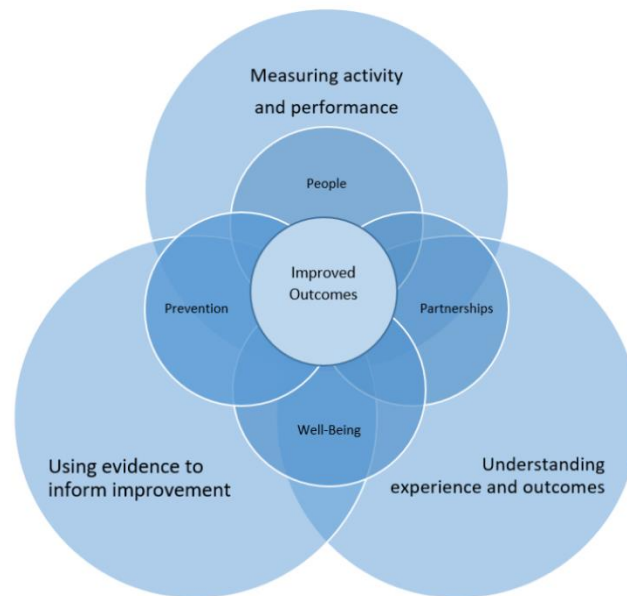 Measuring activity
and performance
People
Improved
Outcomes
Prevention
Partnerships
Well-Being
Using evidence to
inform improvement
Understanding
experience and outcomes